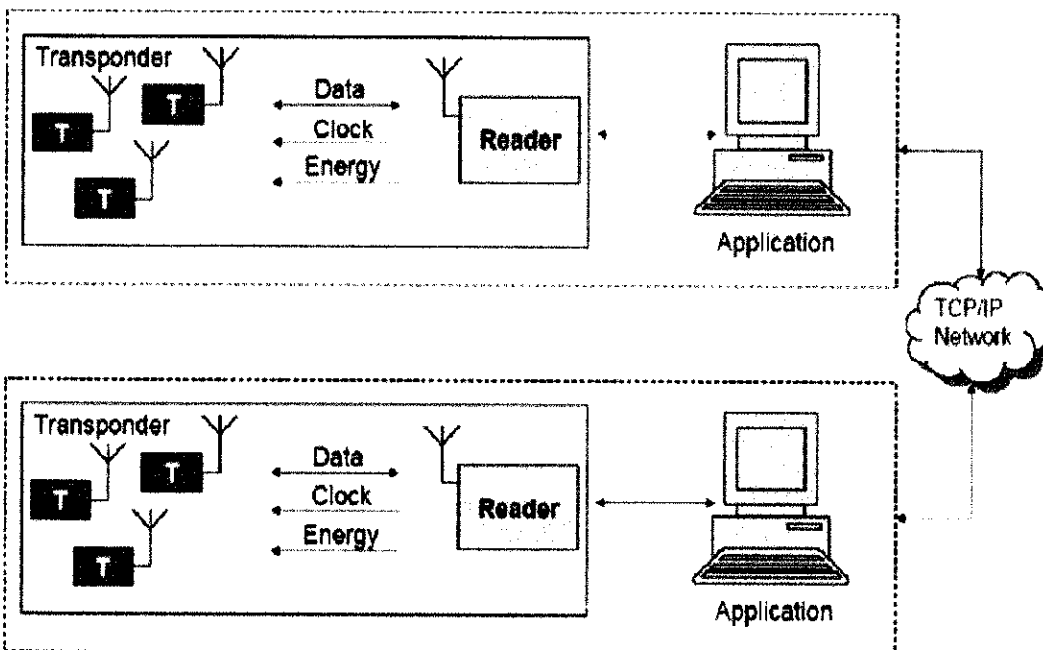 Transponder
T
T
T
Data
Clock
Energy
Reader
Application
TCP/IP
Network
Transponder
T
T
T
Data
Clock
Energy
Reader
Application